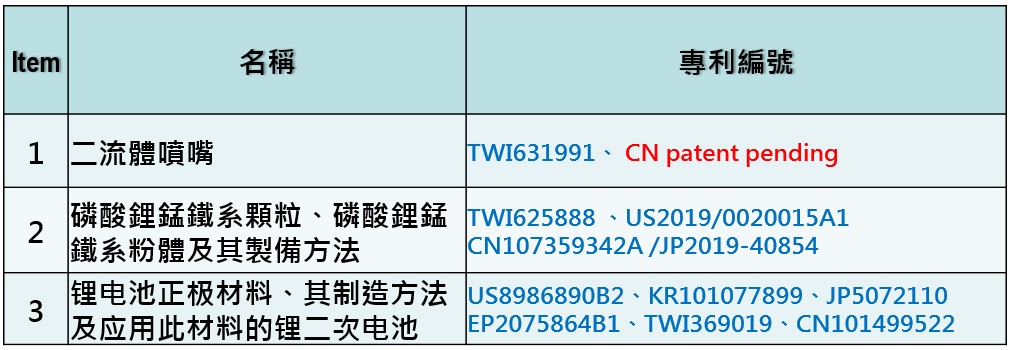 Item 名稱 專利編號
1 二流體噴嘴 TWI631991、 CN patent pending
2 磷酸鋰錳鐵系顆粒、磷酸鋰錳 TWI625888 、US2019/0020015A1
鐵系粉體及其製備方法 CN107359342A /JP2019-40854
3 锂电池正极材料、其制造方法 US8986890B2、KR101077899、JP5072110
及应用此材料的锂二次电池 EP2075864B1、TWI369019、CN101499522